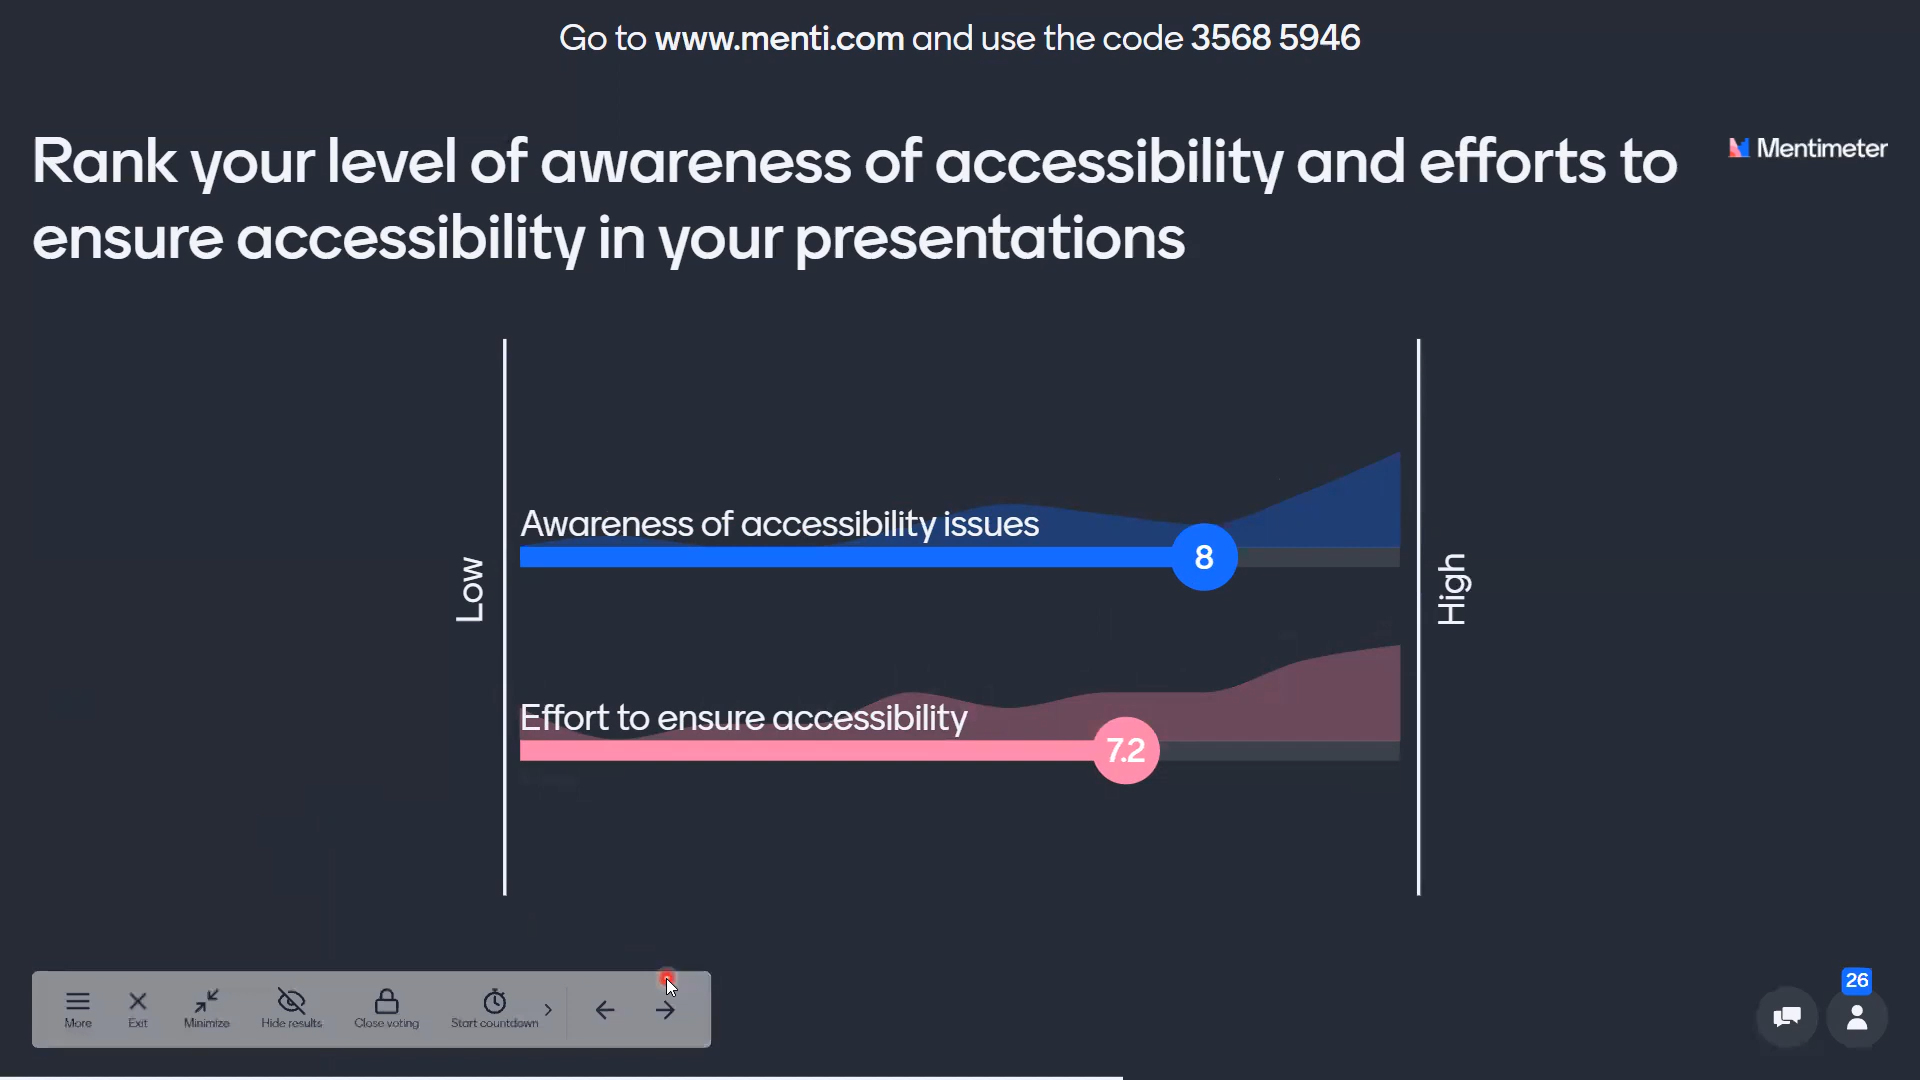 Go to www.menti.com and use the code 3568 5946
Rank your level of awareness of accessibility and efforts to
ensure accessibility in your presentations
Mentimeter
Low
Awareness of accessibility issues
8
Effort to ensure accessibility
7.2
High
More
Exit
Minimize
Hide results
Close voting
Start countdown
26